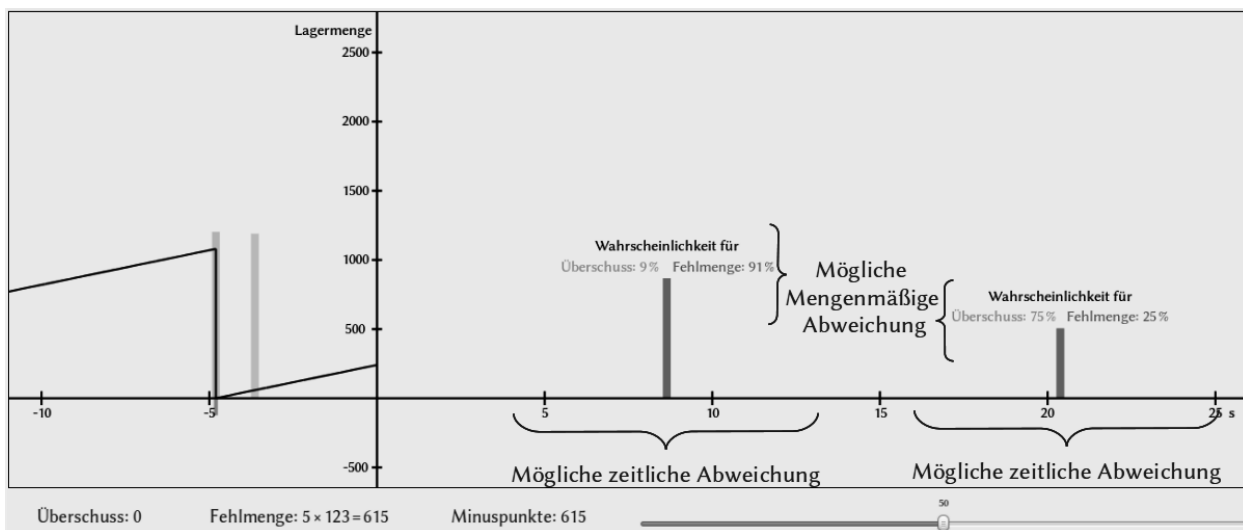 Lagermenge
2500
2000
1500
1000
500
-500
-10
-5
5
10
15
20
25 s
Wahrscheinlichkeit für
Überschuss: 9% Fehlmenge: 91%
Mögliche
Mengenmäßige
Abweichung
Wahrscheinlichkeit für
Überschuss: 75% Fehlmenge: 25%
Mögliche zeitliche Abweichung
Mögliche zeitliche Abweichung
Überschuss: 0 Fehlmenge: 5 × 123 = 615 Minuspunkte: 615
50